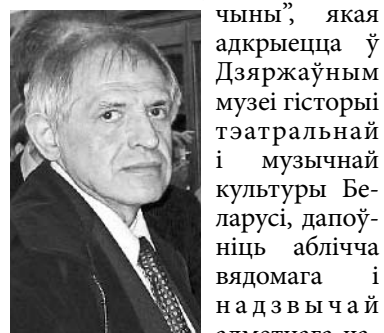 чыны”, якая
адкрыецца ў
Дзяржаўным
музеі гісторыі
тэатральнай
і музычнай
культуры Бе-
ларусі, дапоў-
ніць аблічча
вядомага і
надзвычай